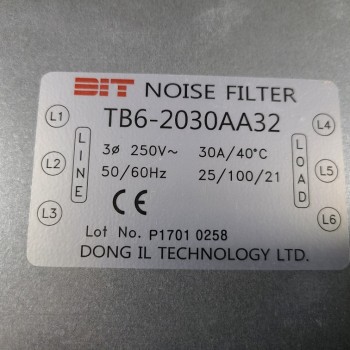 DIT NOISE FILTER
TB6-2030AA32
L1
L2
L3
LINE
3ø 250V~ 30A/40°C
50/60Hz 25/100/21
LOAD
L4
L5
L6
CE
Lot No. P1701 0258
DONG IL TECHNOLOGY LTD.